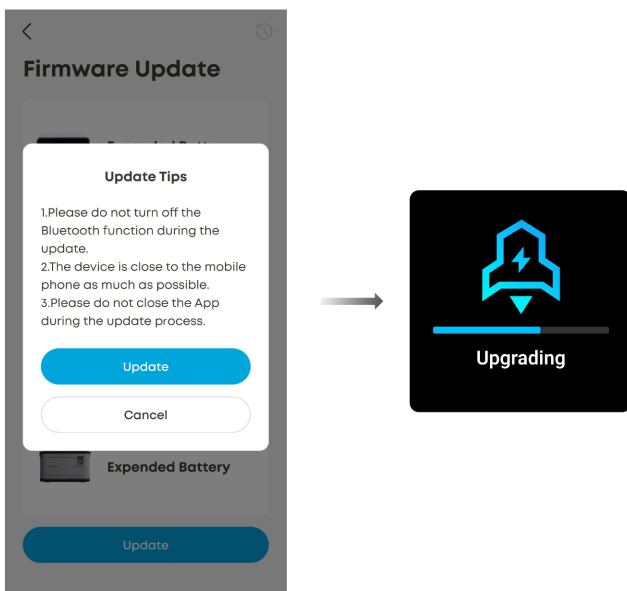 Firmware Update
Update Tips
1.Please do not turn off the
Bluetooth function during the
update.
2.The device is close to the mobile
phone as much as possible.
3.Please do not close the App
during the update process.
Update
Cancel
Expended Battery
Update
Upgrading